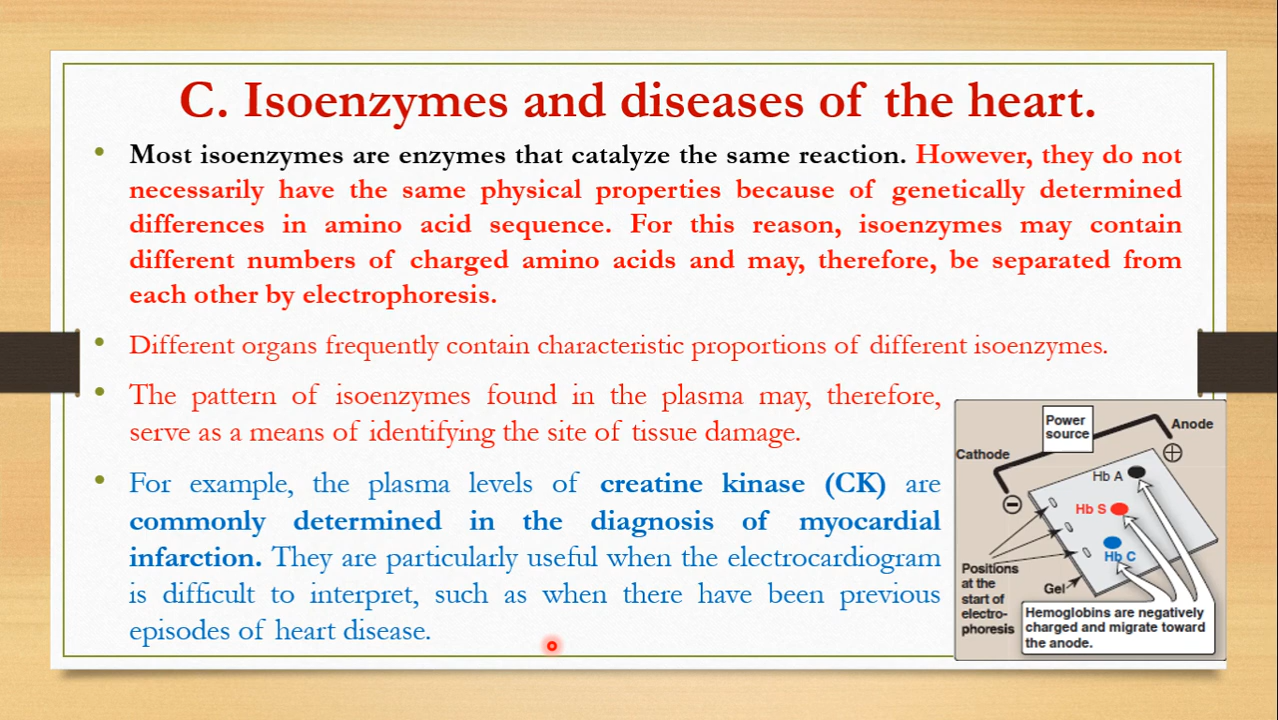 C. Isoenzymes and diseases of the heart.
• Most isoenzymes are enzymes that catalyze the same reaction. However, they do not
necessarily have the same physical properties because of genetically determined
differences in amino acid sequence. For this reason, isoenzymes may contain
different numbers of charged amino acids and may, therefore, be separated from
each other by electrophoresis.
• Different organs frequently contain characteristic proportions of different isoenzymes.
• The pattern of isoenzymes found in the plasma may, therefore,
serve as a means of identifying the site of tissue damage.
• For example, the plasma levels of creatine kinase (CK) are
commonly determined in the diagnosis of myocardial
infarction. They are particularly useful when the electrocardiogram
is difficult to interpret, such as when there have been previous
episodes of heart disease.
Power
source
Anode
Cathode
Hb A
Hb S
Hb C
Positions
at the
start of
electro-
phoresis
Gel
Hemoglobins are negatively
charged and migrate toward
the anode.